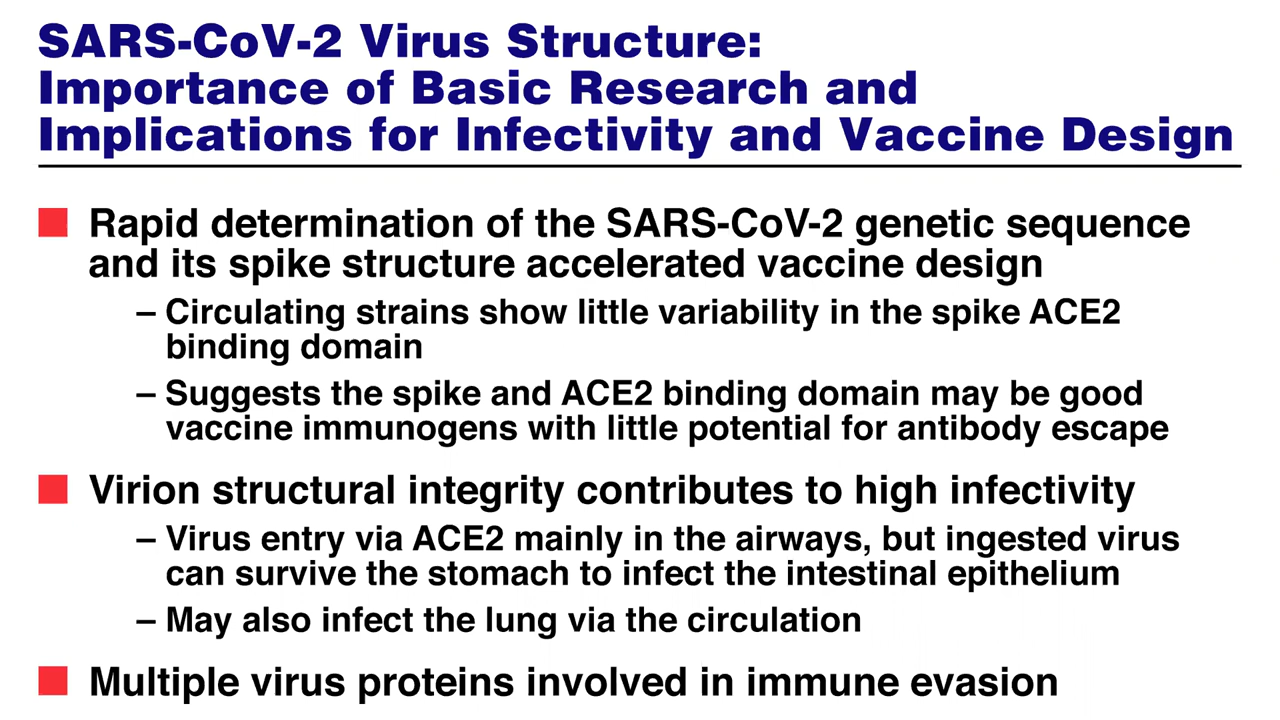 SARS-CoV-2 Virus Structure:
Importance of Basic Research and
Implications for Infectivity and Vaccine Design
Rapid determination of the SARS-CoV-2 genetic sequence
and its spike structure accelerated vaccine design
– Circulating strains show little variability in the spike ACE2
binding domain
– Suggests the spike and ACE2 binding domain may be good
vaccine immunogens with little potential for antibody escape
Virion structural integrity contributes to high infectivity
– Virus entry via ACE2 mainly in the airways, but ingested virus
can survive the stomach to infect the intestinal epithelium
– May also infect the lung via the circulation
Multiple virus proteins involved in immune evasion